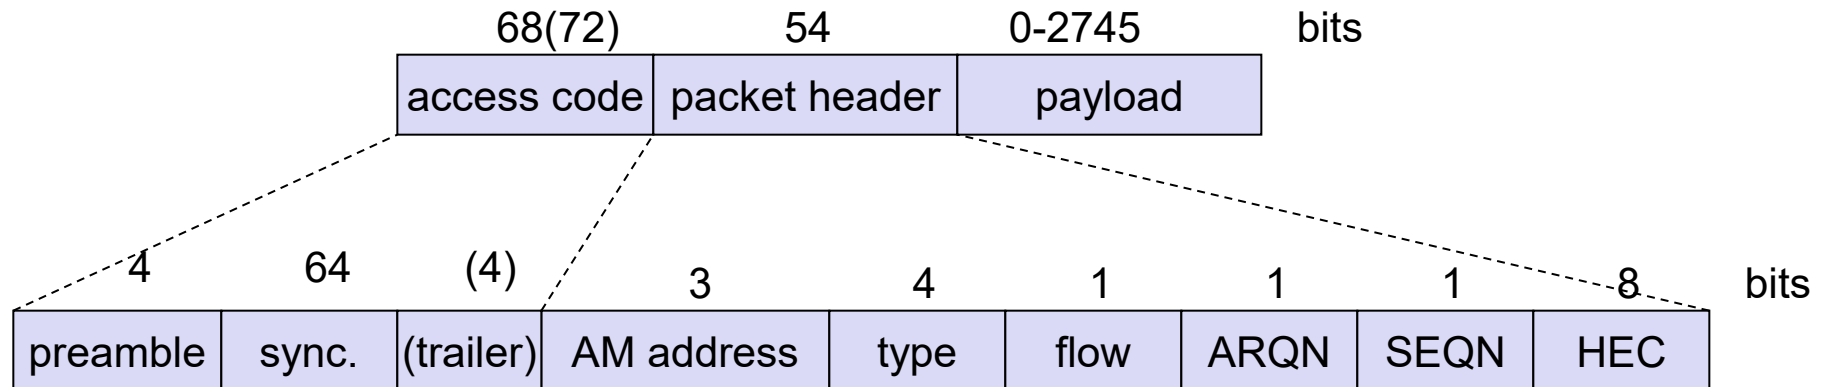 68(72) 54 0-2745 bits
access code packet header payload
4 64 (4) 3 4 1 1 1 8 bits
preamble sync. (trailer) AM address type flow ARQN SEQN HEC